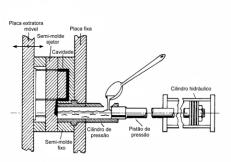 Placa extratora
móvel
Placa fixa
Semi-molde
ejetor
Cavidade
Cilindro hidráulico
Semi-molde
fixo
Cilindro de
pressão
Pistão de
pressão